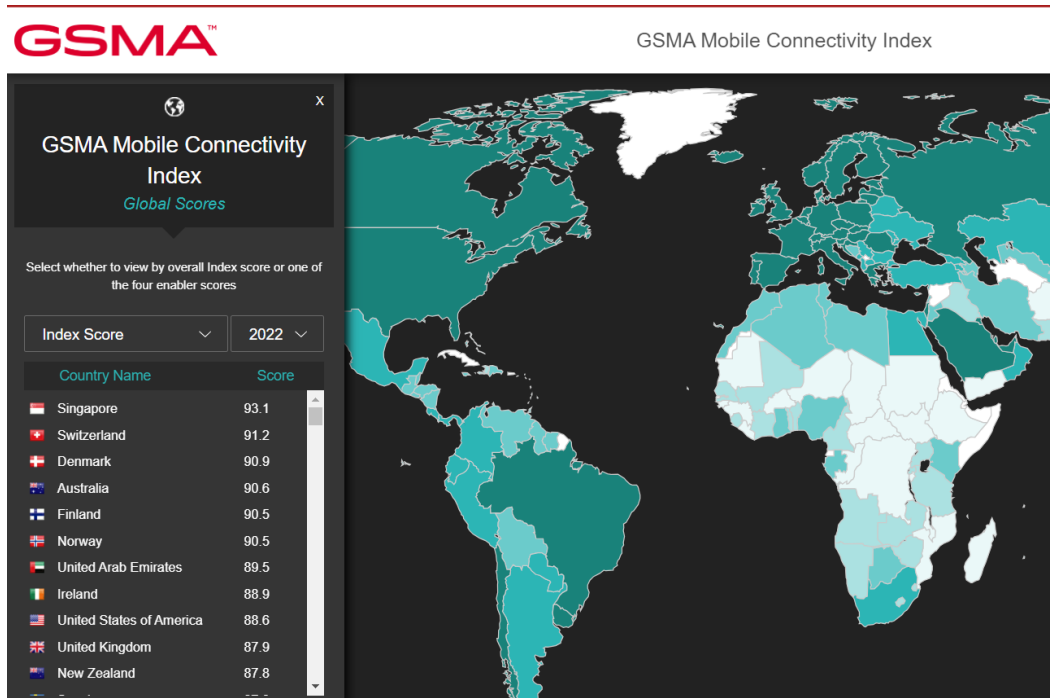 GSMA™
GSMA Mobile Connectivity Index
X
GSMA Mobile Connectivity
Index
Global Scores
Select whether to view by overall Index score or one of
the four enabler scores
Index Score
2022
Country Name Score
Singapore 93.1
Switzerland 91.2
Denmark 90.9
Australia 90.6
Finland 90.5
Norway 90.5
United Arab Emirates 89.5
Ireland 88.9
United States of America 88.6
United Kingdom 87.9
New Zealand 87.8